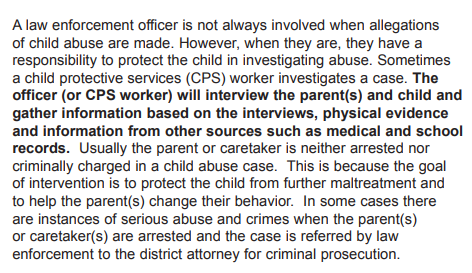 A law enforcement officer is not always involved when allegations
of child abuse are made. However, when they are, they have a
responsibility to protect the child in investigating abuse. Sometimes
a child protective services (CPS) worker investigates a case. The
officer (or CPS worker) will interview the parent(s) and child and
gather information based on the interviews, physical evidence
and information from other sources such as medical and school
records. Usually the parent or caretaker is neither arrested nor
criminally charged in a child abuse case. This is because the goal
of intervention is to protect the child from further maltreatment and
to help the parent(s) change their behavior. In some cases there
are instances of serious abuse and crimes when the parent(s)
or caretaker(s) are arrested and the case is referred by law
enforcement to the district attorney for criminal prosecution.